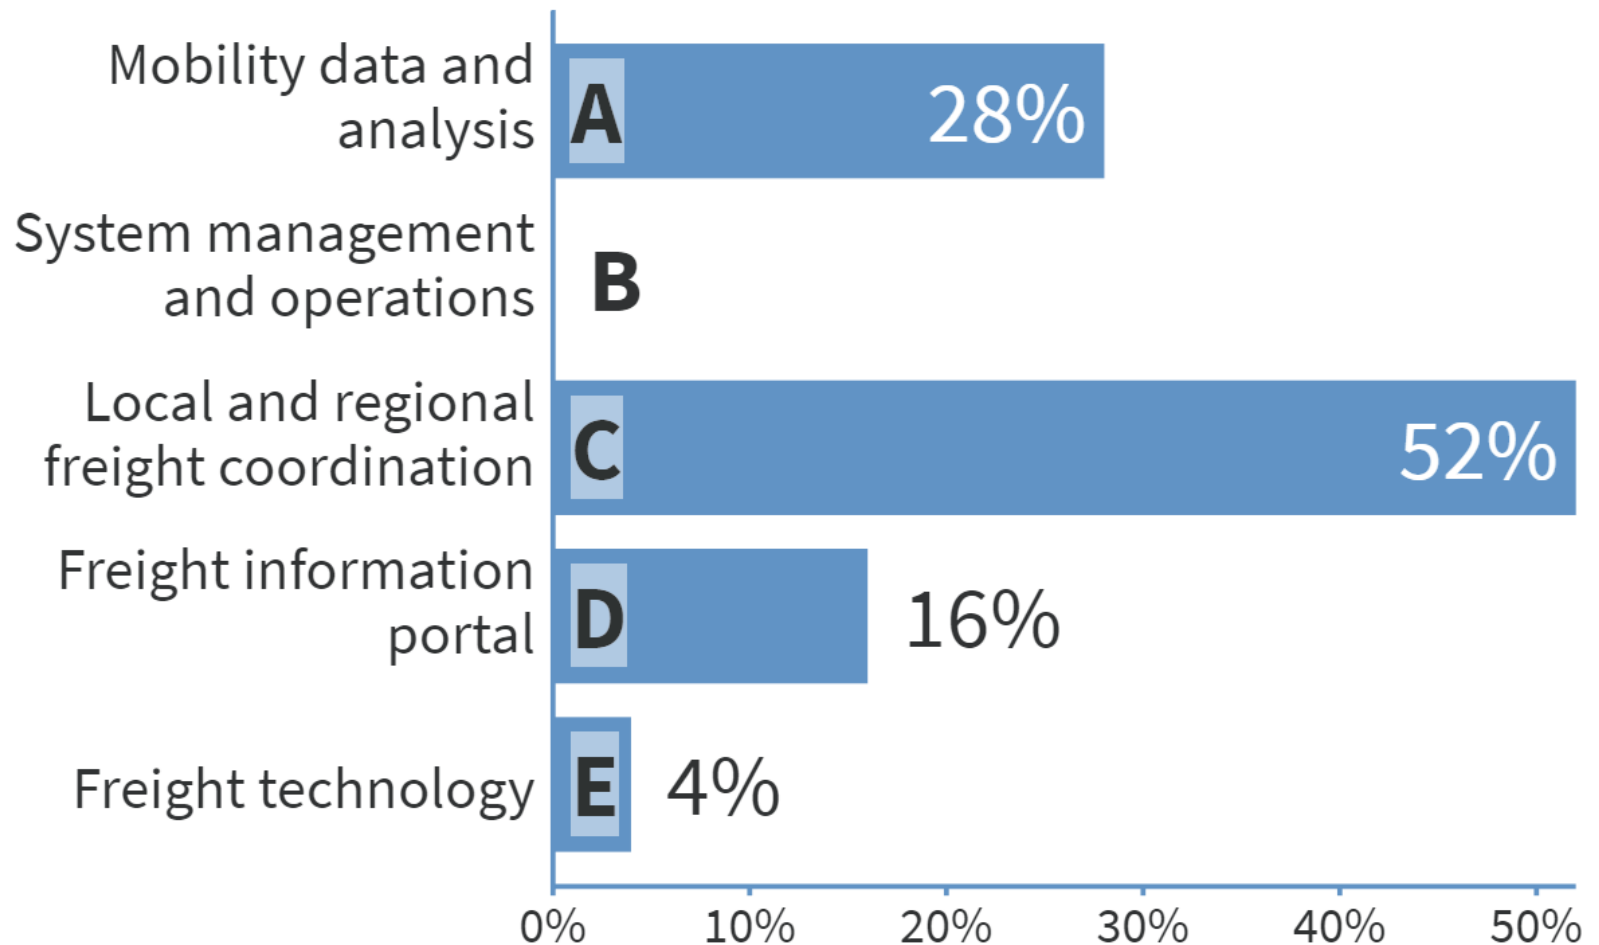 Mobility data and
analysis
A
28%
System management
and operations
B
Local and regional
freight coordination
C
52%
Freight information
portal
D
16%
Freight technology
E
4%
0% 10% 20% 30% 40% 50%